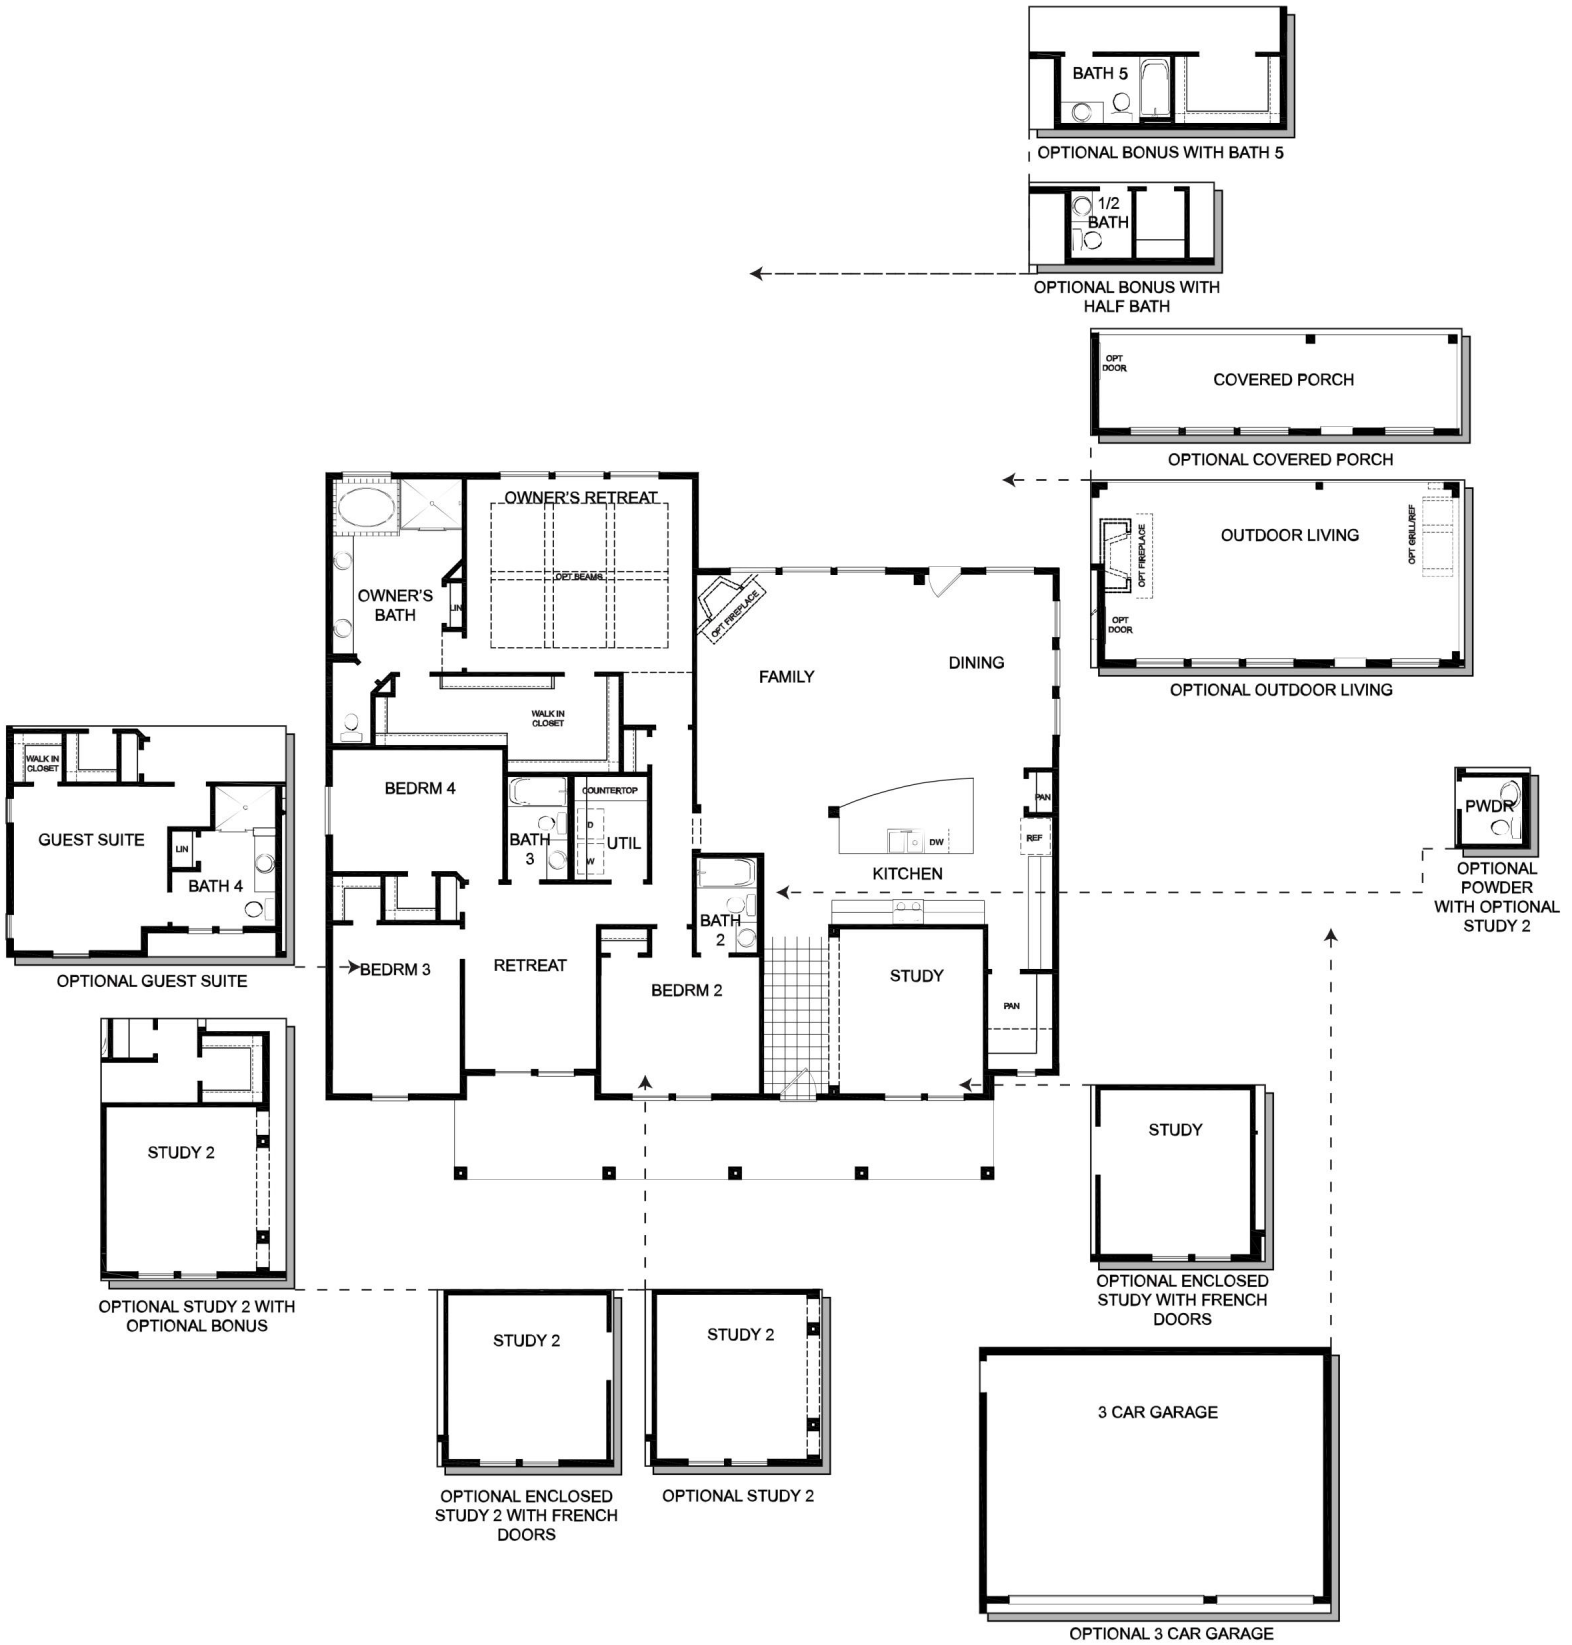 BATH 5
OPTIONAL BONUS WITH BATH 5
1/2
BATH
OPTIONAL BONUS WITH
HALF BATH
OPT
DOOR
COVERED PORCH
OPTIONAL COVERED PORCH
OUTDOOR LIVING
OPT FIREPLACE
OPT GRILL/REF
OPT
DOOR
OPTIONAL OUTDOOR LIVING
OWNER'S RETREAT
OPT BEAMS
OWNER'S
BATH
LIN
OPT FIREPLACE
FAMILY
DINING
WALK IN
CLOSET
BEDRM 4
BATH
3
COUNTERTOP
D
W
UTIL
PAN
REF
DW
KITCHEN
BATH
2
BEDRM 3
RETREAT
BEDRM 2
STUDY
PAN
WALK IN
CLOSET
GUEST SUITE
LIN
BATH 4
OPTIONAL GUEST SUITE
PWDR
OPTIONAL
POWDER
WITH OPTIONAL
STUDY 2
STUDY 2
OPTIONAL STUDY 2 WITH
OPTIONAL BONUS
STUDY
OPTIONAL ENCLOSED
STUDY WITH FRENCH
DOORS
STUDY 2
OPTIONAL ENCLOSED
STUDY 2 WITH FRENCH
DOORS
STUDY 2
OPTIONAL STUDY 2
3 CAR GARAGE
OPTIONAL 3 CAR GARAGE